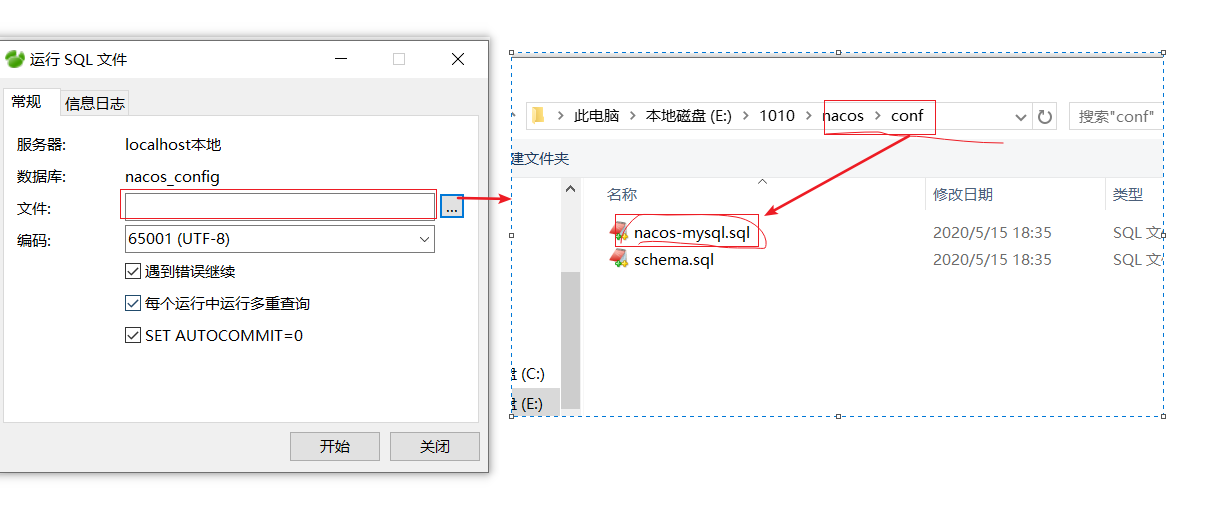 运行 SQL 文件
常规
信息日志
服务器:
localhost本地
数据库:
nacos_config
文件:
...
编码:
65001 (UTF-8)
遇到错误继续
每个运行中运行多重查询
SET AUTOCOMMIT=0
开始
关闭
此电脑
本地磁盘 (E:)
1010
nacos
conf
搜索"conf"
建文件夹
名称
修改日期
类型
nacos-mysql.sql
2020/5/15 18:35
SQL 文
schema.sql
2020/5/15 18:35
SQL 文
(C:)
(E:)